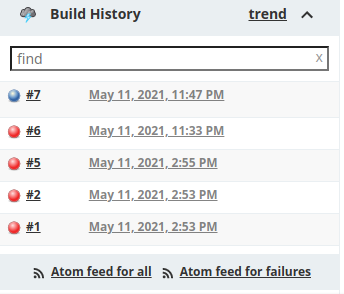 Build History trend
find x
#7 May 11, 2021, 11:47 PM
#6 May 11, 2021, 11:33 PM
#5 May 11, 2021, 2:55 PM
#2 May 11, 2021, 2:53 PM
#1 May 11, 2021, 2:53 PM
Atom feed for all Atom feed for failures